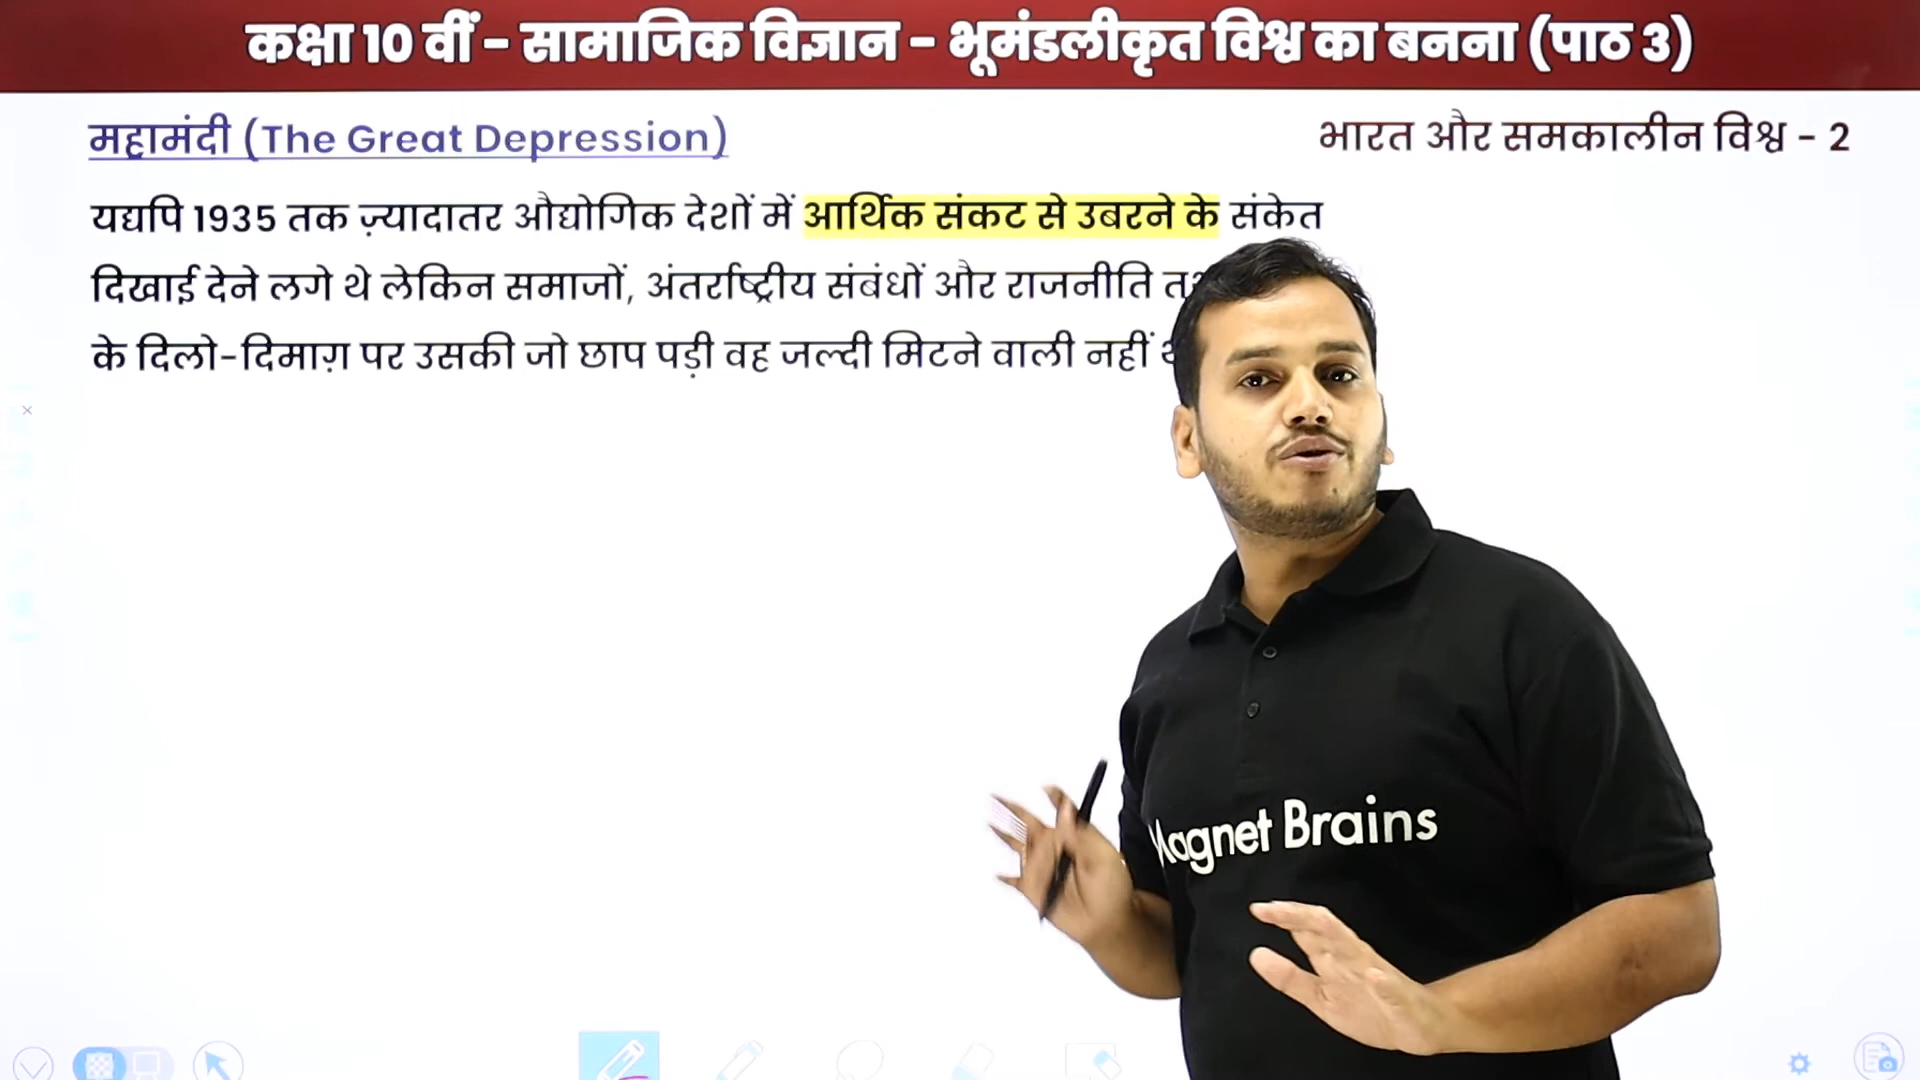 कक्षा 10 वीं - सामाजिक विज्ञान - भूमंडलीकृत विश्व का बनना (पाठ 3)
महामंदी (The Great Depression)
भारत और समकालीन विश्व - 2
यद्यपि 1935 तक ज़्यादातर औद्योगिक देशों में आर्थिक संकट से उबरने के संकेत
दिखाई देने लगे थे लेकिन समाजों, अंतर्राष्ट्रीय संबंधों और राजनीति
के दिलो-दिमाग़ पर उसकी जो छाप पड़ी वह जल्दी मिटने वाली नहीं
Magnet Brains